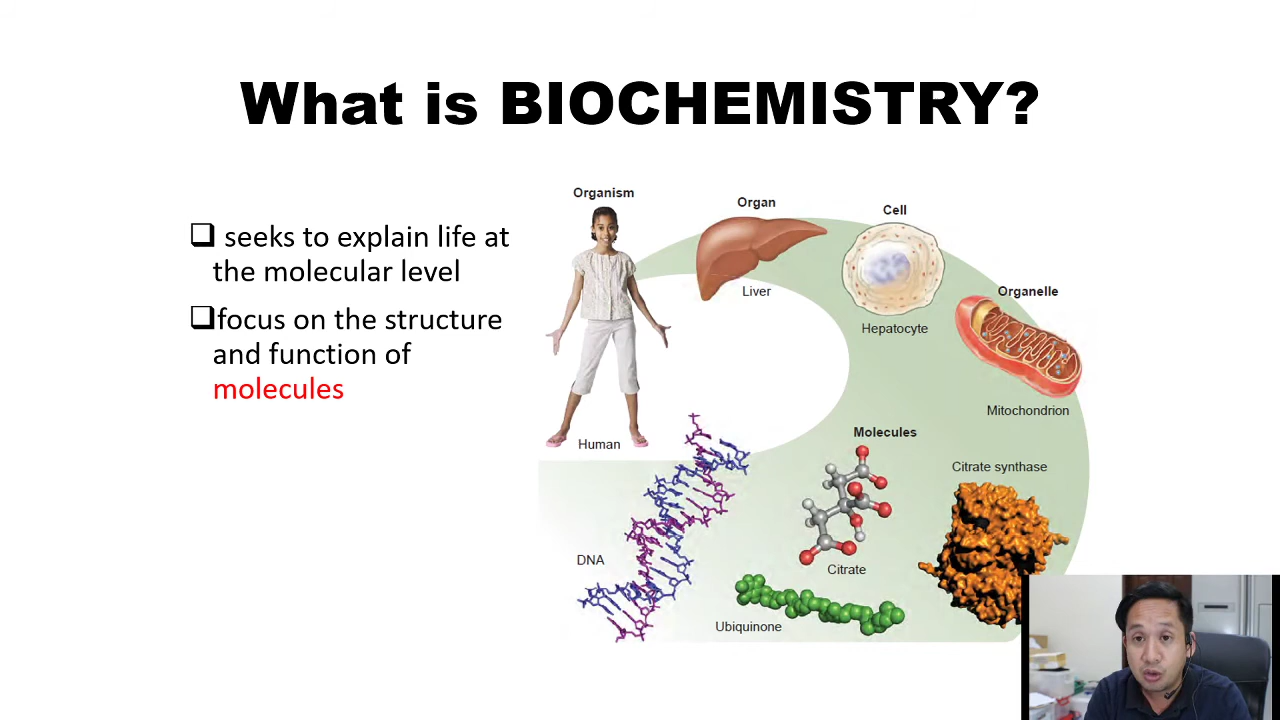 What is BIOCHEMISTRY?
seeks to explain life at
the molecular level
focus on the structure
and function of
molecules
Organism
Human
Organ
Liver
Cell
Hepatocyte
Organelle
Mitochondrion
Molecules
Citrate synthase
Citrate
DNA
Ubiquinone